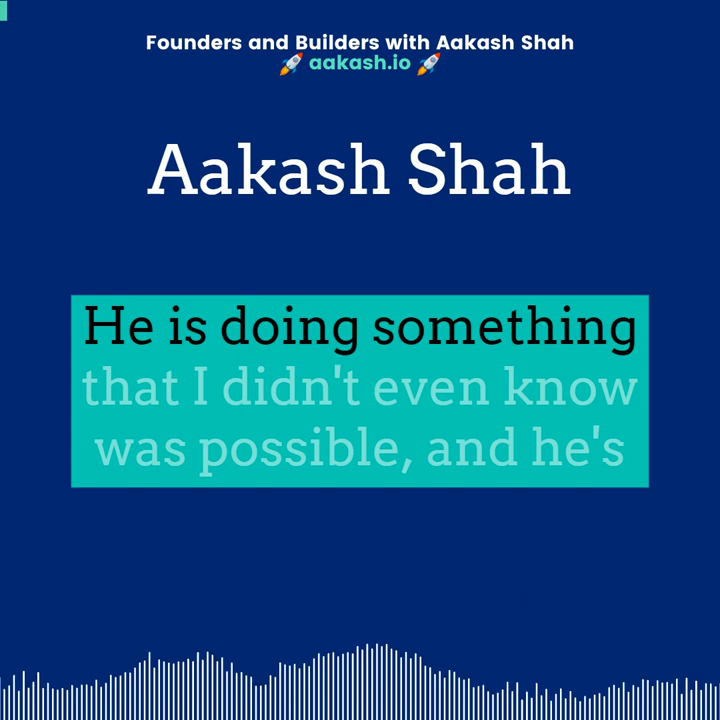 Founders and Builders with Aakash Shah
🚀 aakash.io 🚀
Aakash Shah
He is doing something
that I didn't even know
was possible, and he's